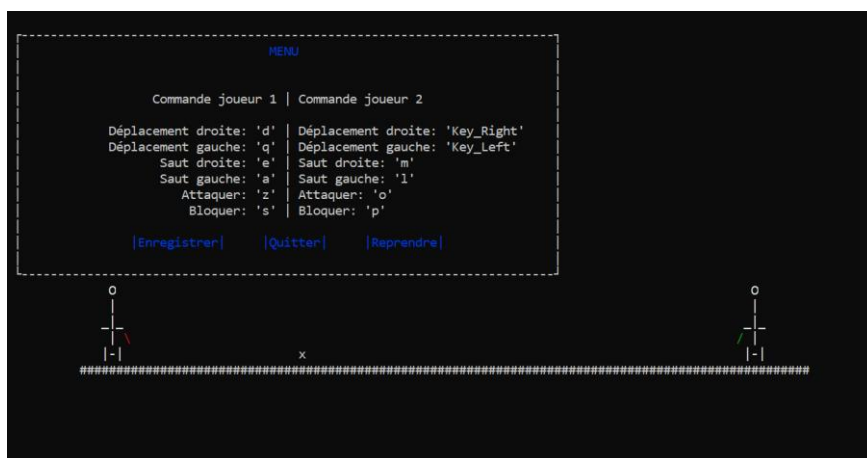 MENU
Commande joueur 1 | Commande joueur 2
Déplacement droite: 'd' | Déplacement droite: 'Key_Right'
Déplacement gauche: 'q' | Déplacement gauche: 'Key_Left'
Saut droite: 'e' | Saut droite: 'm'
Saut gauche: 'a' | Saut gauche: 'l'
Attaquer: 'z' | Attaquer: 'o'
Bloquer: 's' | Bloquer: 'p'
|Enregistrer| |Quitter| |Reprendre|